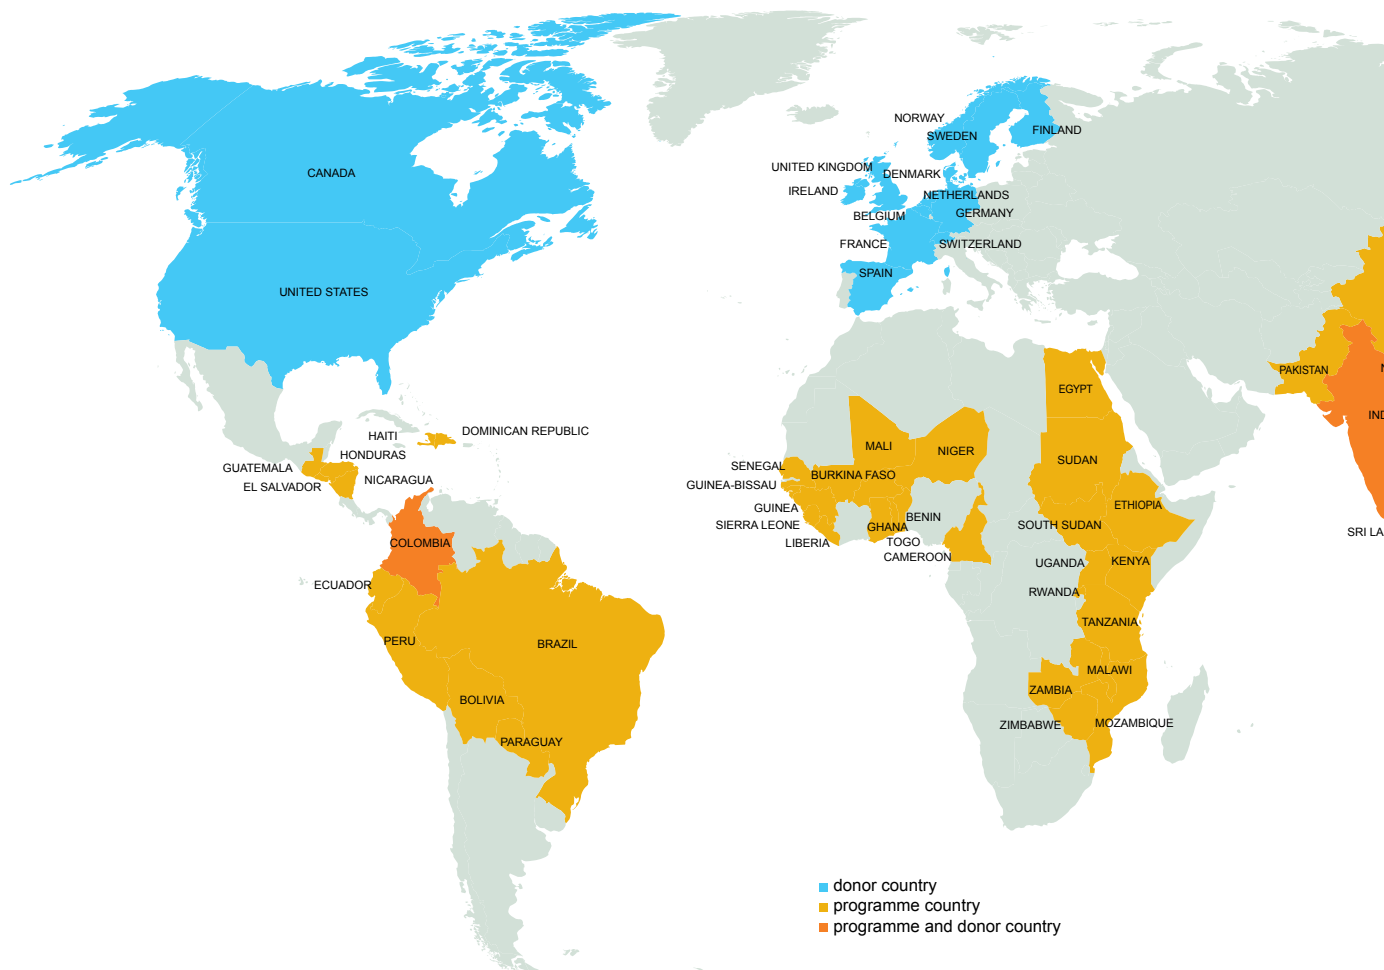 NORWAY
SWEDEN
FINLAND
UNITED KINGDOM
DENMARK
CANADA
IRELAND
NETHERLANDS
BELGIUM
GERMANY
FRANCE
SWITZERLAND
SPAIN
UNITED STATES
PAKISTAN
EGYPT
IND
DOMINICAN REPUBLIC
HAITI
HONDURAS
MALI
NIGER
SUDAN
GUATEMALA
SENEGAL
BURKINA FASO
EL SALVADOR
NICARAGUA
GUINEA-BISSAU
ETHIOPIA
GUINEA
BENIN
SIERRA LEONE
GHANA
SOUTH SUDAN
SRI LA
COLOMBIA
LIBERIA
TOGO
CAMEROON
UGANDA
KENYA
ECUADOR
RWANDA
TANZANIA
PERU
BRAZIL
MALAWI
BOLIVIA
ZAMBIA
ZIMBABWE
MOZAMBIQUE
PARAGUAY
donor country
programme country
programme and donor country